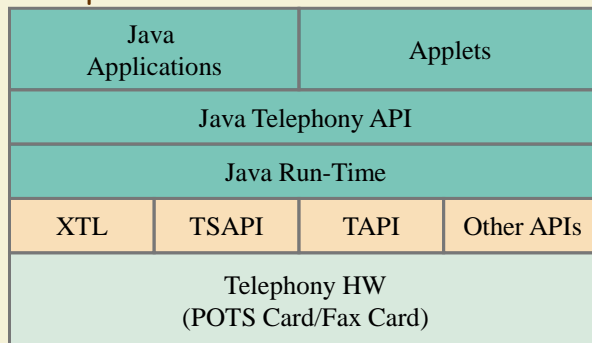 Java
Applications
Applets
Java Telephony API
Java Run-Time
XTL
TSAPI
TAPI
Other APIs
Telephony HW
(POTS Card/Fax Card)